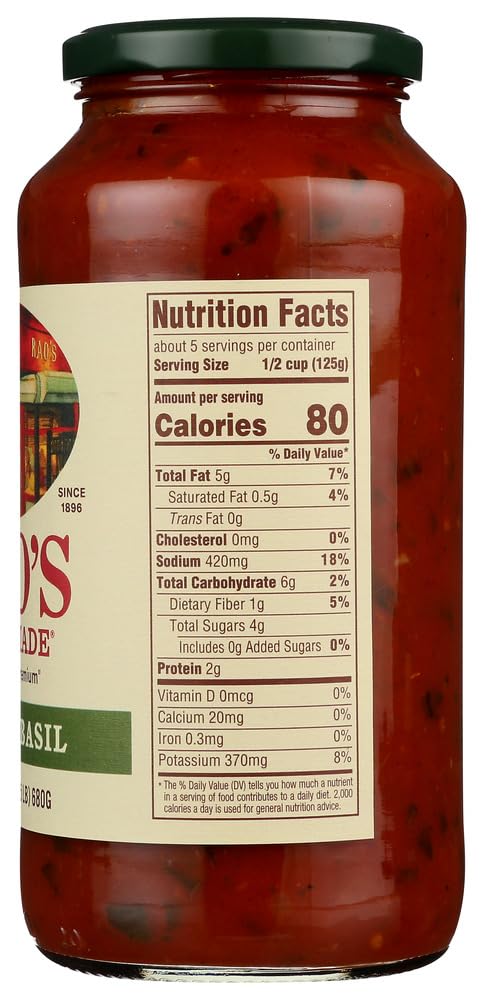 RAO'S
SINCE
1896
O'S
ADE®
emium"
BASIL
LB) 680G
Nutrition Facts
about 5 servings per container
Serving Size 1/2 cup (125g)
Amount per serving
Calories 80
% Daily Value*
Total Fat 5g 7%
Saturated Fat 0.5g 4%
Trans Fat 0g
Cholesterol 0mg 0%
Sodium 420mg 18%
Total Carbohydrate 6g 2%
Dietary Fiber 1g 5%
Total Sugars 4g
Includes 0g Added Sugars 0%
Protein 2g
Vitamin D 0mcg 0%
Calcium 20mg 0%
Iron 0.3mg 0%
Potassium 370mg 8%
* The % Daily Value (DV) tells you how much a nutrient
in a serving of food contributes to a daily diet. 2,000
calories a day is used for general nutrition advice.